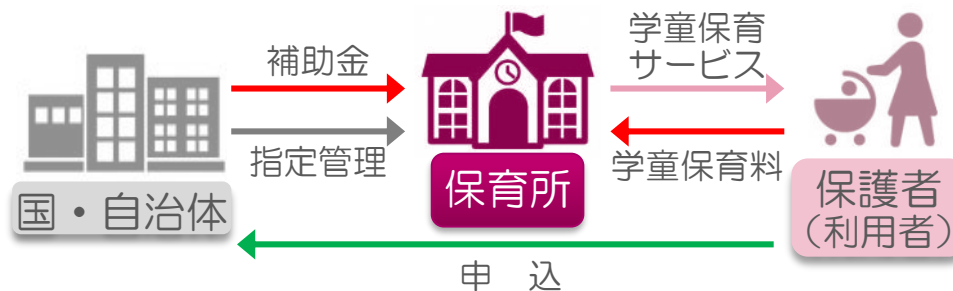 補助金
指定管理
国・自治体
保育所
学童保育
サービス
学童保育料
保護者
（利用者）
申　込